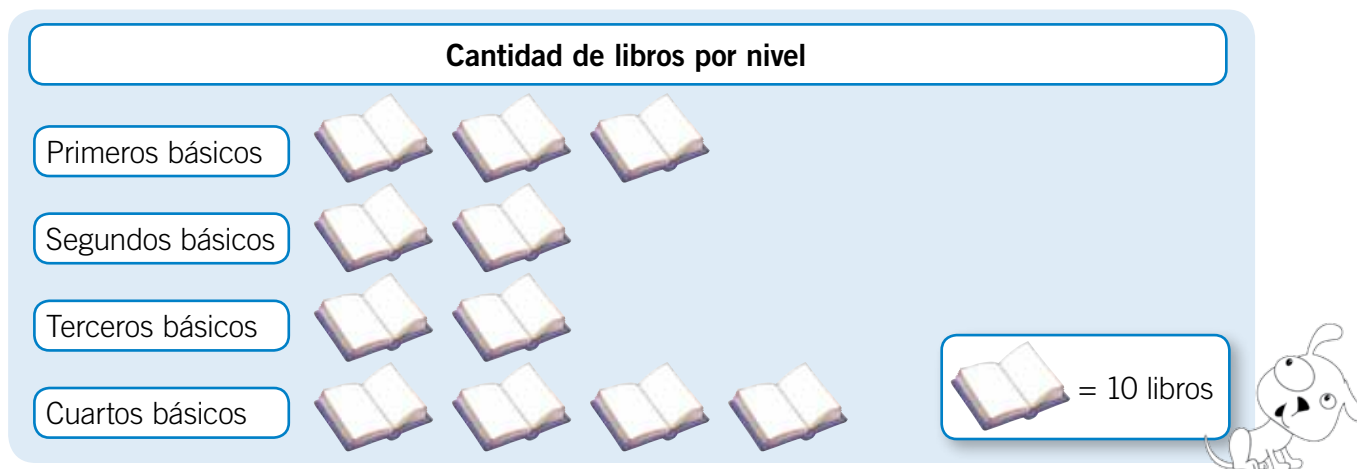 Cantidad de libros por nivel
Primeros básicos
Segundos básicos
Terceros básicos
Cuartos básicos
= 10 libros